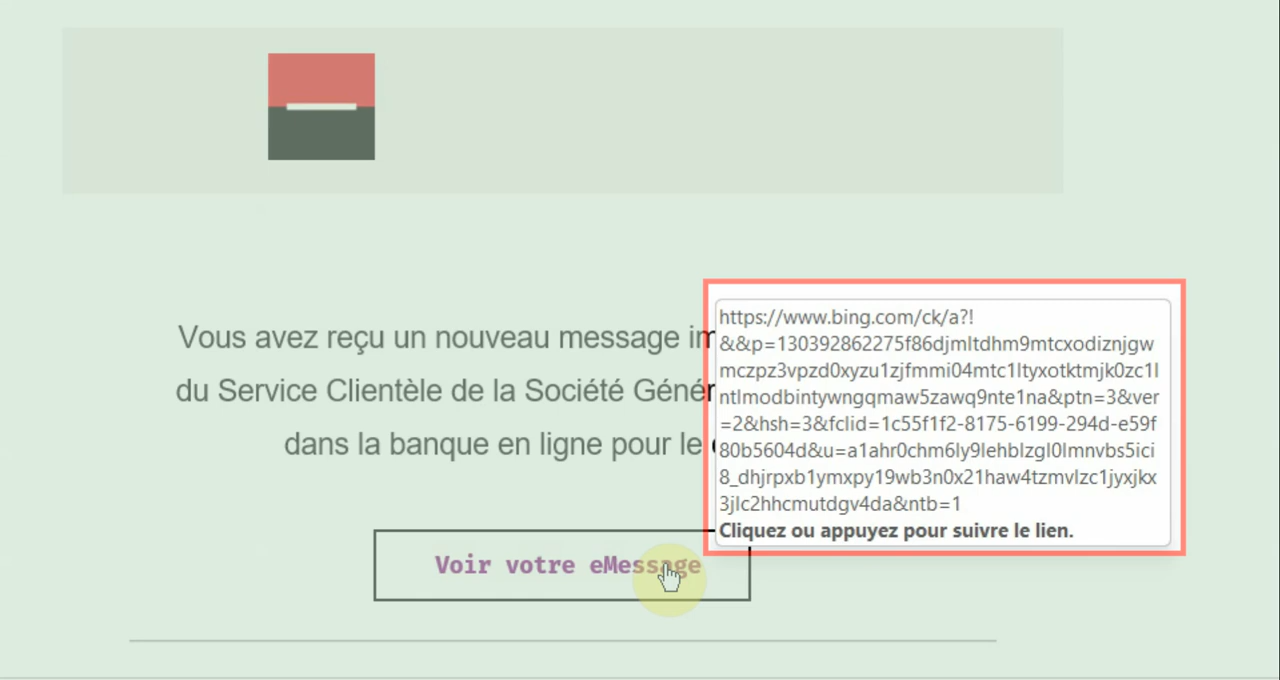 Vous avez reçu un nouveau message
du Service Clientèle de la Société
dans la banque en ligne pour le
https://www.bing.com/ck/a?!
&&p=130392862275f86djmltdhm9mtcxodiznjgw
mczpz3vpzd0xyzu1zjfmmi04mtc1ltyxotktmjk0zc1l
ntlmodbintywngqmaw5zawq9nte1na&ptn=3&ver
=2&hsh=3&fclid=1c55f1f2-8175-6199-294d-e59f
80b5604d&u=a1ahr0chm6ly9lehblzgl0lmnvbs5ici
8_dhjrpxb1ymxpy19wb3n0x21haw4tzmvlzc1jyxjkx
3jlc2hhcmutdgv4da&ntb=1
Cliquez ou appuyez pour suivre le lien.
Voir votre eMessage